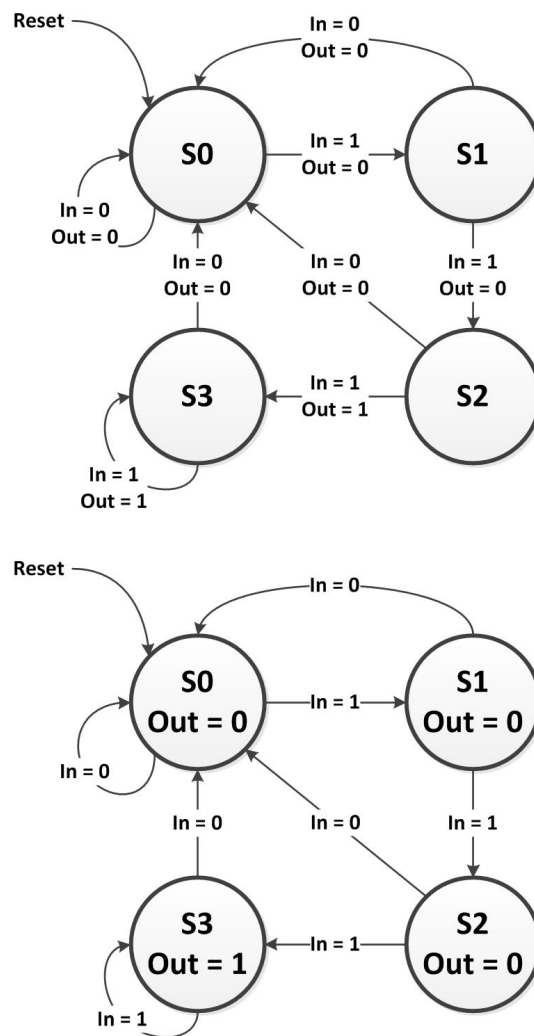 Reset
In = 0
Out = 0
S0
In = 1
Out = 0
S1
In = 0
Out = 0
In = 0
Out = 0
In = 0
Out = 0
In = 1
Out = 0
S3
In = 1
Out = 1
S2
In = 1
Out = 1
Reset
In = 0
S0
Out = 0
In = 1
S1
Out = 0
In = 0
In = 0
In = 0
In = 1
S3
Out = 1
In = 1
S2
Out = 0
In = 1